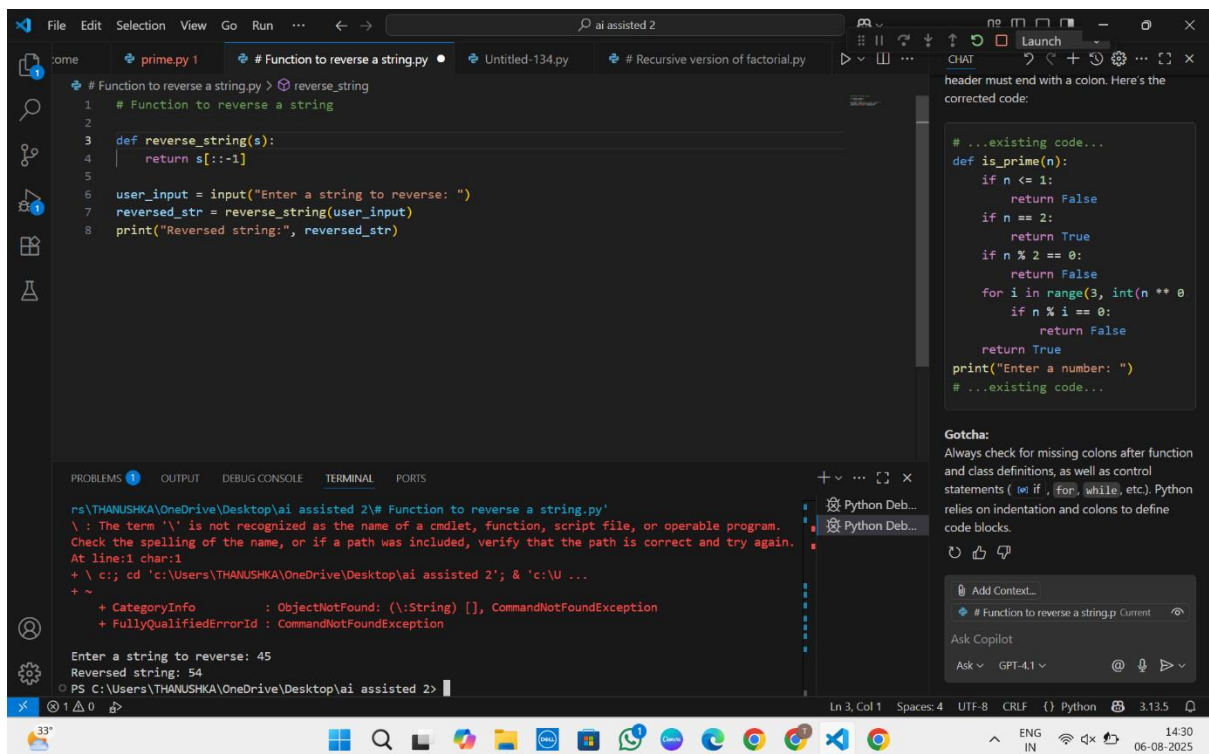 File Edit Selection View Go Run ··· ai assisted 2
Launch
ome prime.py 1 # Function to reverse a string.py Untitled-134.py # Recursive version of factorial.py
# Function to reverse a string.py > reverse_string
1 # Function to reverse a string
2
3 def reverse_string(s):
4 return s[::-1]
5
6 user_input = input("Enter a string to reverse: ")
7 reversed_str = reverse_string(user_input)
8 print("Reversed string:", reversed_str)
PROBLEMS 1 OUTPUT DEBUG CONSOLE TERMINAL PORTS
rs\THANUSHKA\OneDrive\Desktop\ai assisted 2\# Function to reverse a string.py'
\ : The term '\' is not recognized as the name of a cmdlet, function, script file, or operable program.
Check the spelling of the name, or if a path was included, verify that the path is correct and try again.
At line:1 char:1
+ \ c:; cd 'c:\Users\THANUSHKA\OneDrive\Desktop\ai assisted 2'; & 'c:\U ...
+ ~
+ CategoryInfo : ObjectNotFound: (\:String) [], CommandNotFoundException
+ FullyQualifiedErrorId : CommandNotFoundException
Enter a string to reverse: 45
Reversed string: 54
PS C:\Users\THANUSHKA\OneDrive\Desktop\ai assisted 2>
Python Deb...
Python Deb...
CHAT
header must end with a colon. Here's the
corrected code:
# ...existing code...
def is_prime(n):
if n <= 1:
return False
if n == 2:
return True
if n % 2 == 0:
return False
for i in range(3, int(n ** 0
if n % i == 0:
return False
return True
print("Enter a number: ")
# ...existing code...
Gotcha:
Always check for missing colons after function
and class definitions, as well as control
statements ( if , for, while, etc.). Python
relies on indentation and colons to define
code blocks.
Add Context...
# Function to reverse a string.p Current
Ask Copilot
Ask GPT-4.1
1 0 Ln 3, Col 1 Spaces: 4 UTF-8 CRLF {} Python 3.13.5
33°
ENG
IN
14:30
06-08-2025